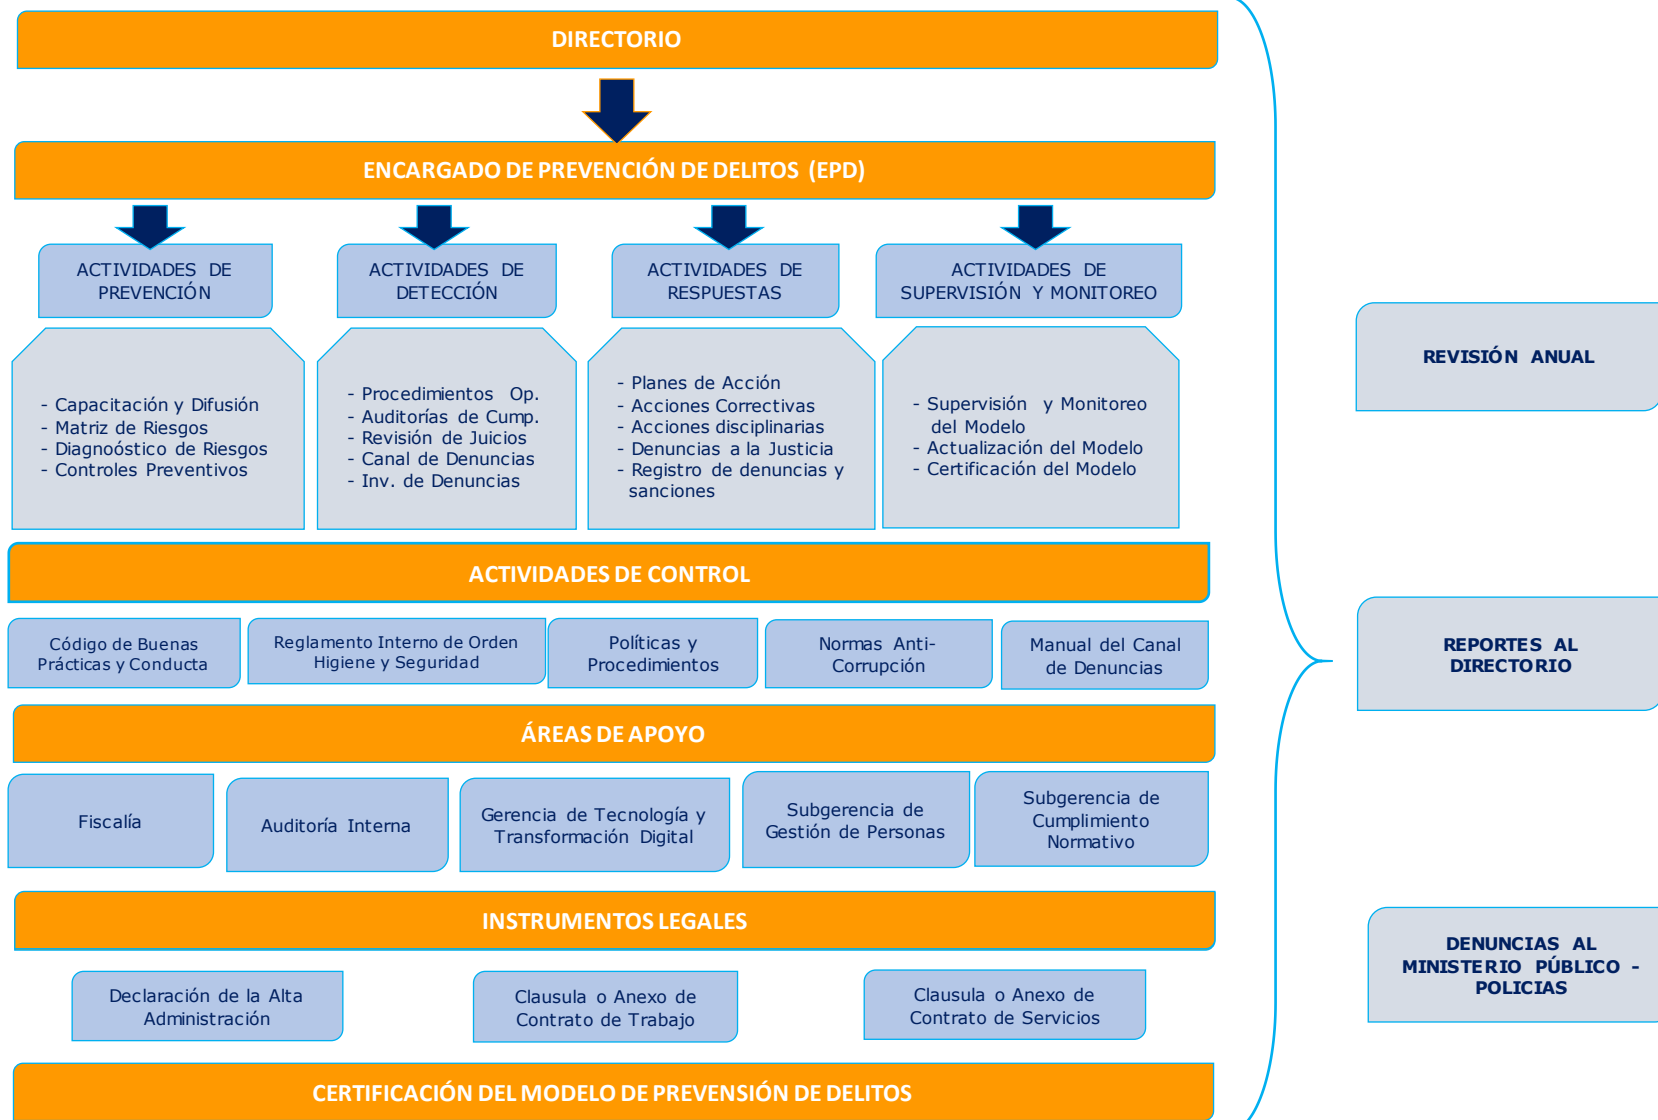 DIRECTORIO
ENCARGADO DE PREVENCIÓN DE DELITOS (EPD)
ACTIVIDADES DE
PREVENCIÓN
ACTIVIDADES DE
DETECCIÓN
ACTIVIDADES DE
RESPUESTAS
ACTIVIDADES DE
SUPERVISIÓN Y MONITOREO
- Capacitación y Difusión
- Matriz de Riesgos
- Diagnoóstico de Riesgos
- Controles Preventivos
- Procedimientos Op.
- Auditorías de Cump.
- Revisión de Juicios
- Canal de Denuncias
- Inv. de Denuncias
- Planes de Acción
- Acciones Correctivas
- Acciones disciplinarias
- Denuncias a la Justicia
- Registro de denuncias y
sanciones
- Supervisión y Monitoreo
del Modelo
- Actualización del Modelo
- Certificación del Modelo
ACTIVIDADES DE CONTROL
Código de Buenas
Prácticas y Conducta
Reglamento Interno de Orden
Higiene y Seguridad
Políticas y
Procedimientos
Normas Anti-
Corrupción
Manual del Canal
de Denuncias
ÁREAS DE APOYO
Fiscalía
Auditoría Interna
Gerencia de Tecnología y
Transformación Digital
Subgerencia de
Gestión de Personas
Subgerencia de
Cumplimiento
Normativo
INSTRUMENTOS LEGALES
Declaración de la Alta
Administración
Clausula o Anexo de
Contrato de Trabajo
Clausula o Anexo de
Contrato de Servicios
CERTIFICACIÓN DEL MODELO DE PREVENSIÓN DE DELITOS
REVISIÓN ANUAL
REPORTES AL
DIRECTORIO
DENUNCIAS AL
MINISTERIO PÚBLICO -
POLICIAS